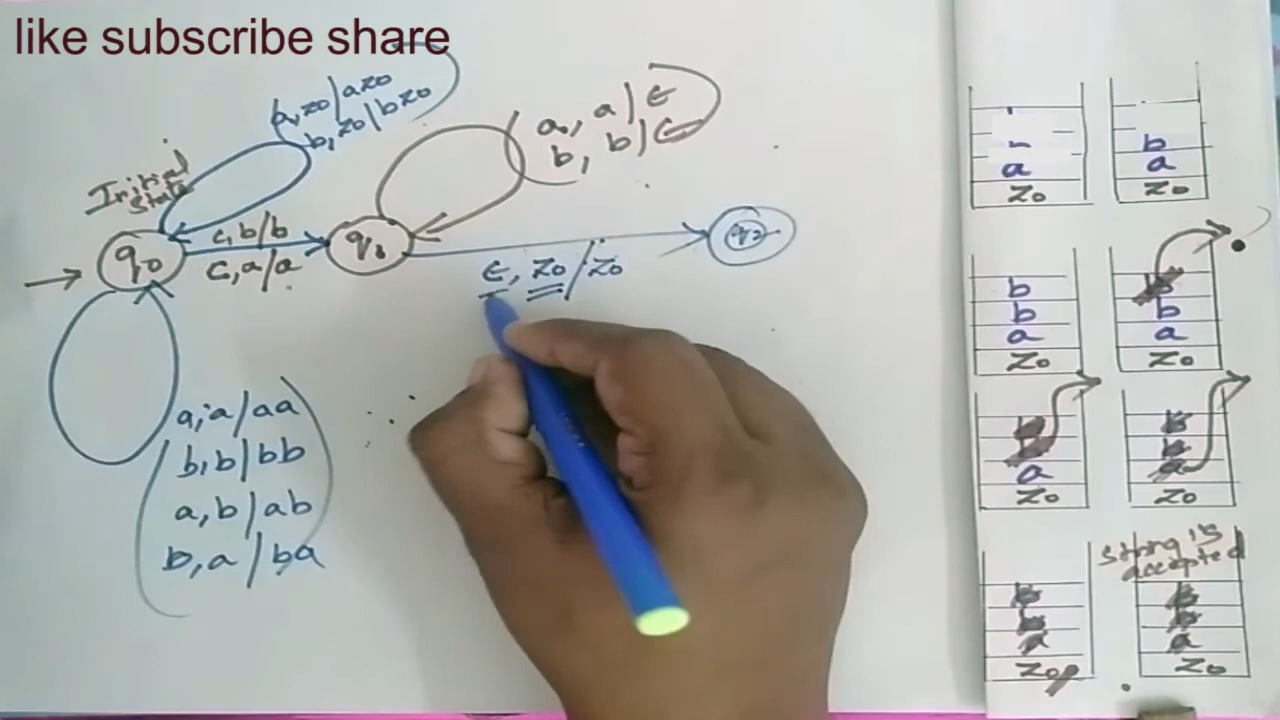 like subscribe share
a, z0 / az0
b, z0 / bz0
a, a / ε
b, b / ε
Initial
state
q0
c, b / b
c, a / a
q1
ε, z0 / z0
q2
a, a / aa
b, b / bb
a, b / ab
b, a / ba
a
z0
b
a
z0
b
b
a
z0
b
b
a
z0
b
b
a
z0
b
b
a
z0
b
b
a
z0
string is
accepted
b
b
a
z0